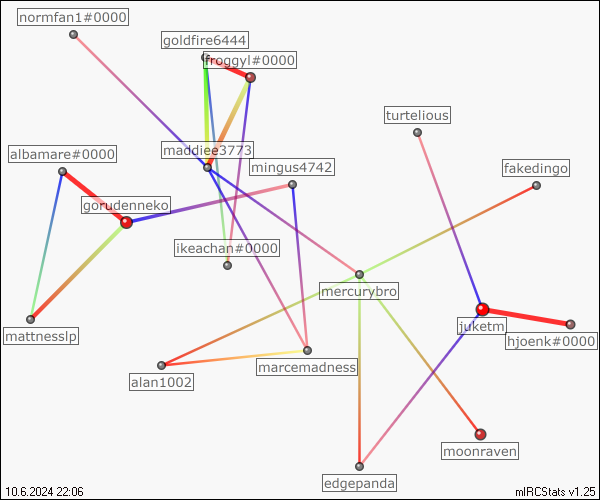 normfan1#0000
goldfire6444
froggyl#0000
turtelious
albamare#0000
maddiee3773
mingus4742
fakedingo
gorudenneko
ikeachan#0000
mercurybro
mattnesslp
juketm
hjoenk#0000
marcemadness
alan1002
moonraven
edgepanda
10.6.2024 22:06
mIRCStats v1.25